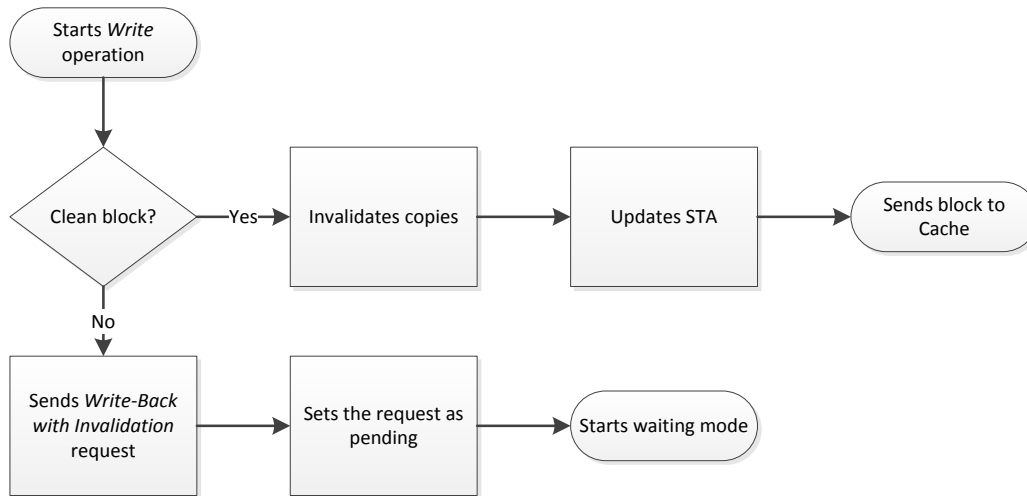 Starts Write
operation
Clean block?
Yes
Invalidates copies
Updates STA
Sends block to
Cache
No
Sends Write-Back
with Invalidation
request
Sets the request as
pending
Starts waiting mode